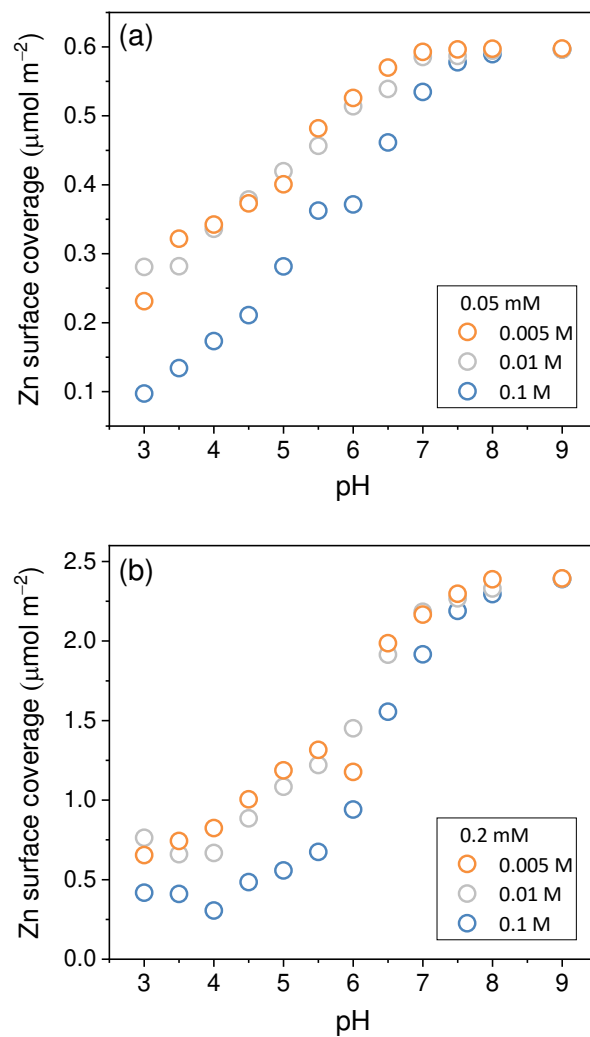 (a)
Zn surface coverage (μmol m⁻²)
0.6
0.5
0.4
0.3
0.2
0.1
0.05 mM
0.005 M
0.01 M
0.1 M
3 4 5 6 7 8 9
pH
(b)
Zn surface coverage (μmol m⁻²)
2.5
2.0
1.5
1.0
0.5
0.0
0.2 mM
0.005 M
0.01 M
0.1 M
3 4 5 6 7 8 9
pH